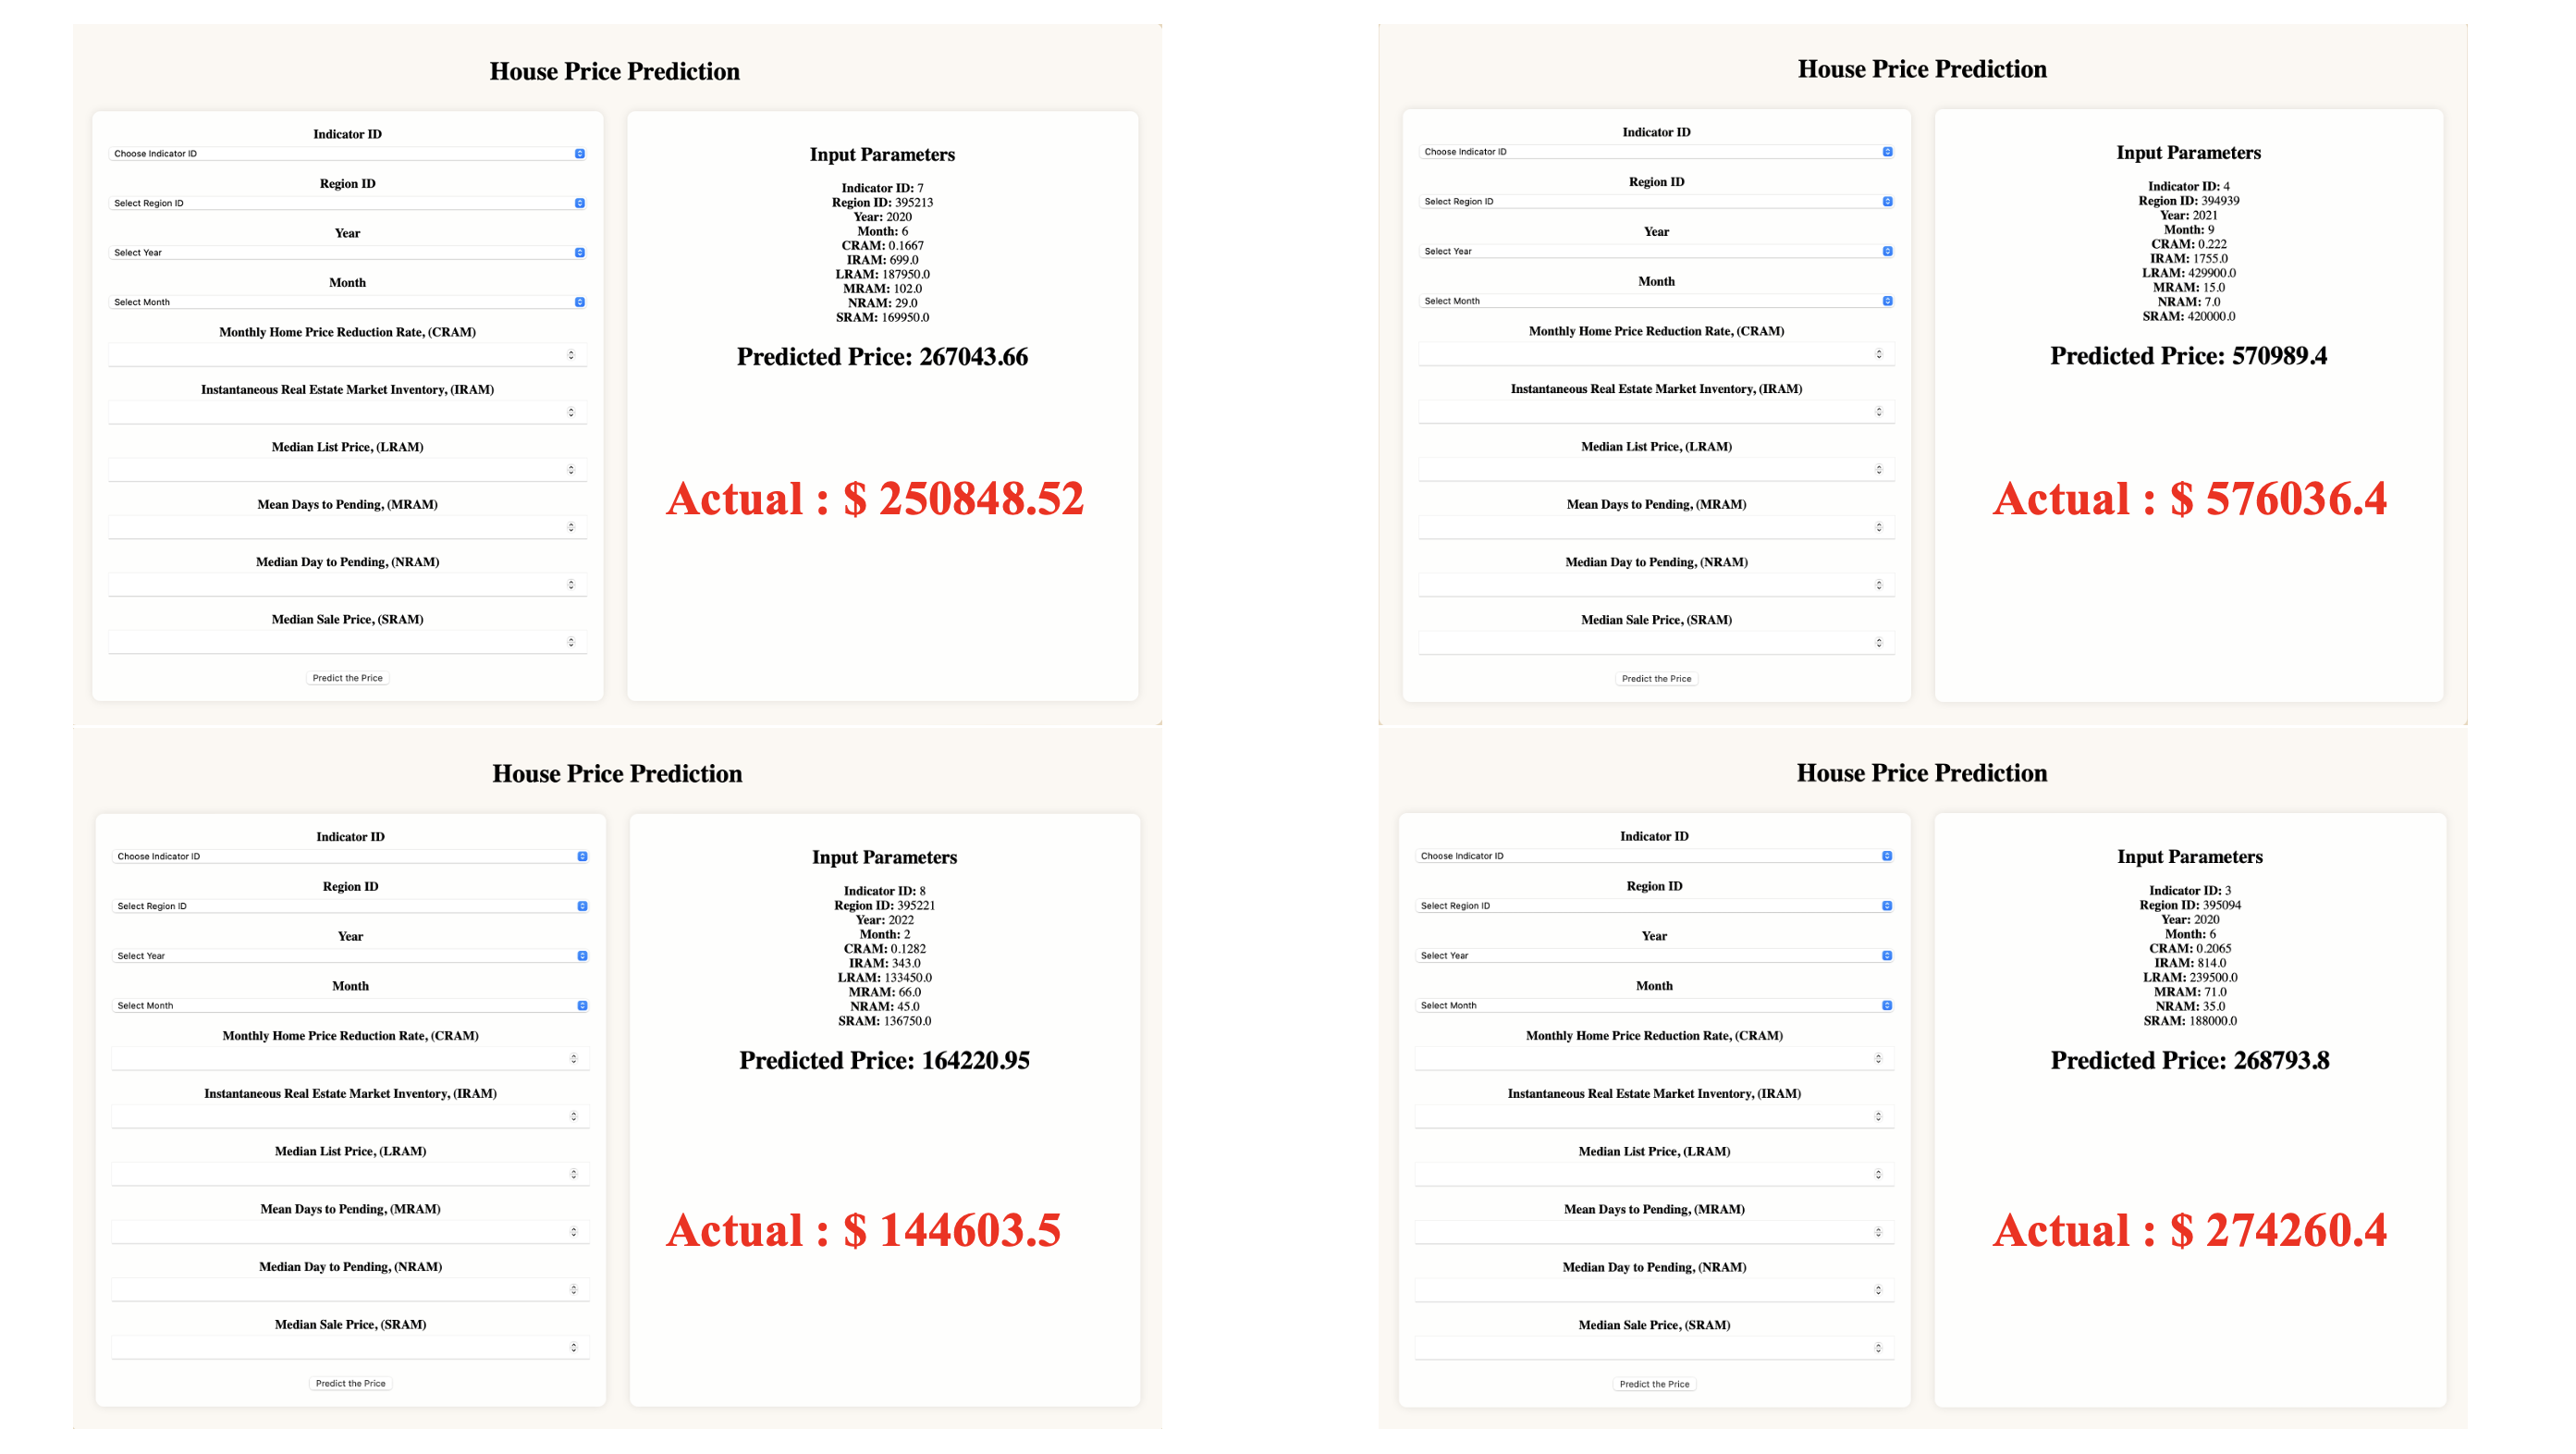 House Price Prediction
Indicator ID
Choose Indicator ID
Region ID
Select Region ID
Year
Select Year
Month
Select Month
Monthly Home Price Reduction Rate, (CRAM)
Instantaneous Real Estate Market Inventory, (IRAM)
Median List Price, (LRAM)
Mean Days to Pending, (MRAM)
Median Day to Pending, (NRAM)
Median Sale Price, (SRAM)
Predict the Price
Input Parameters
Indicator ID: 7
Region ID: 395213
Year: 2020
Month: 6
CRAM: 0.1667
IRAM: 699.0
LRAM: 187950.0
MRAM: 102.0
NRAM: 29.0
SRAM: 169950.0
Predicted Price: 267043.66
Actual : $ 250848.52
House Price Prediction
Indicator ID
Choose Indicator ID
Region ID
Select Region ID
Year
Select Year
Month
Select Month
Monthly Home Price Reduction Rate, (CRAM)
Instantaneous Real Estate Market Inventory, (IRAM)
Median List Price, (LRAM)
Mean Days to Pending, (MRAM)
Median Day to Pending, (NRAM)
Median Sale Price, (SRAM)
Predict the Price
Input Parameters
Indicator ID: 4
Region ID: 394939
Year: 2021
Month: 9
CRAM: 0.222
IRAM: 1755.0
LRAM: 429900.0
MRAM: 15.0
NRAM: 7.0
SRAM: 420000.0
Predicted Price: 570989.4
Actual : $ 576036.4
House Price Prediction
Indicator ID
Choose Indicator ID
Region ID
Select Region ID
Year
Select Year
Month
Select Month
Monthly Home Price Reduction Rate, (CRAM)
Instantaneous Real Estate Market Inventory, (IRAM)
Median List Price, (LRAM)
Mean Days to Pending, (MRAM)
Median Day to Pending, (NRAM)
Median Sale Price, (SRAM)
Predict the Price
Input Parameters
Indicator ID: 8
Region ID: 395221
Year: 2022
Month: 2
CRAM: 0.1282
IRAM: 343.0
LRAM: 133450.0
MRAM: 66.0
NRAM: 45.0
SRAM: 136750.0
Predicted Price: 164220.95
Actual : $ 144603.5
House Price Prediction
Indicator ID
Choose Indicator ID
Region ID
Select Region ID
Year
Select Year
Month
Select Month
Monthly Home Price Reduction Rate, (CRAM)
Instantaneous Real Estate Market Inventory, (IRAM)
Median List Price, (LRAM)
Mean Days to Pending, (MRAM)
Median Day to Pending, (NRAM)
Median Sale Price, (SRAM)
Predict the Price
Input Parameters
Indicator ID: 3
Region ID: 395094
Year: 2020
Month: 6
CRAM: 0.2065
IRAM: 814.0
LRAM: 239500.0
MRAM: 71.0
NRAM: 35.0
SRAM: 188000.0
Predicted Price: 268793.8
Actual : $ 274260.4